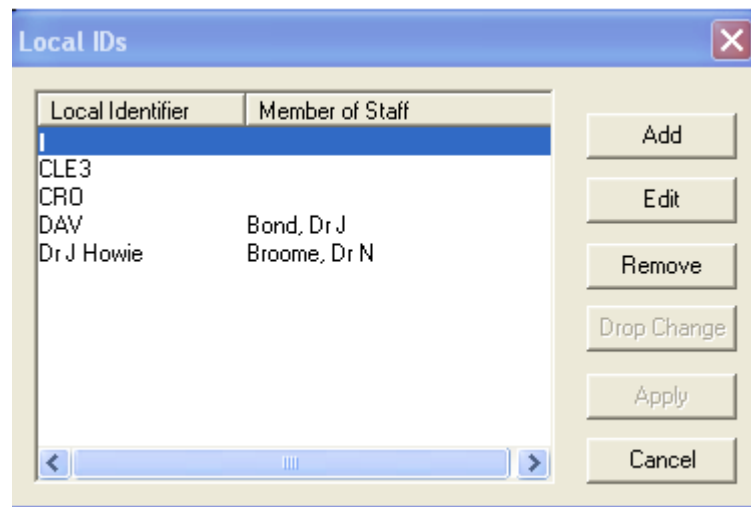 Local IDs
Local Identifier Member of Staff
I
CLE3
CRO
DAV Bond, Dr J
Dr J Howie Broome, Dr N
Add
Edit
Remove
Drop Change
Apply
Cancel